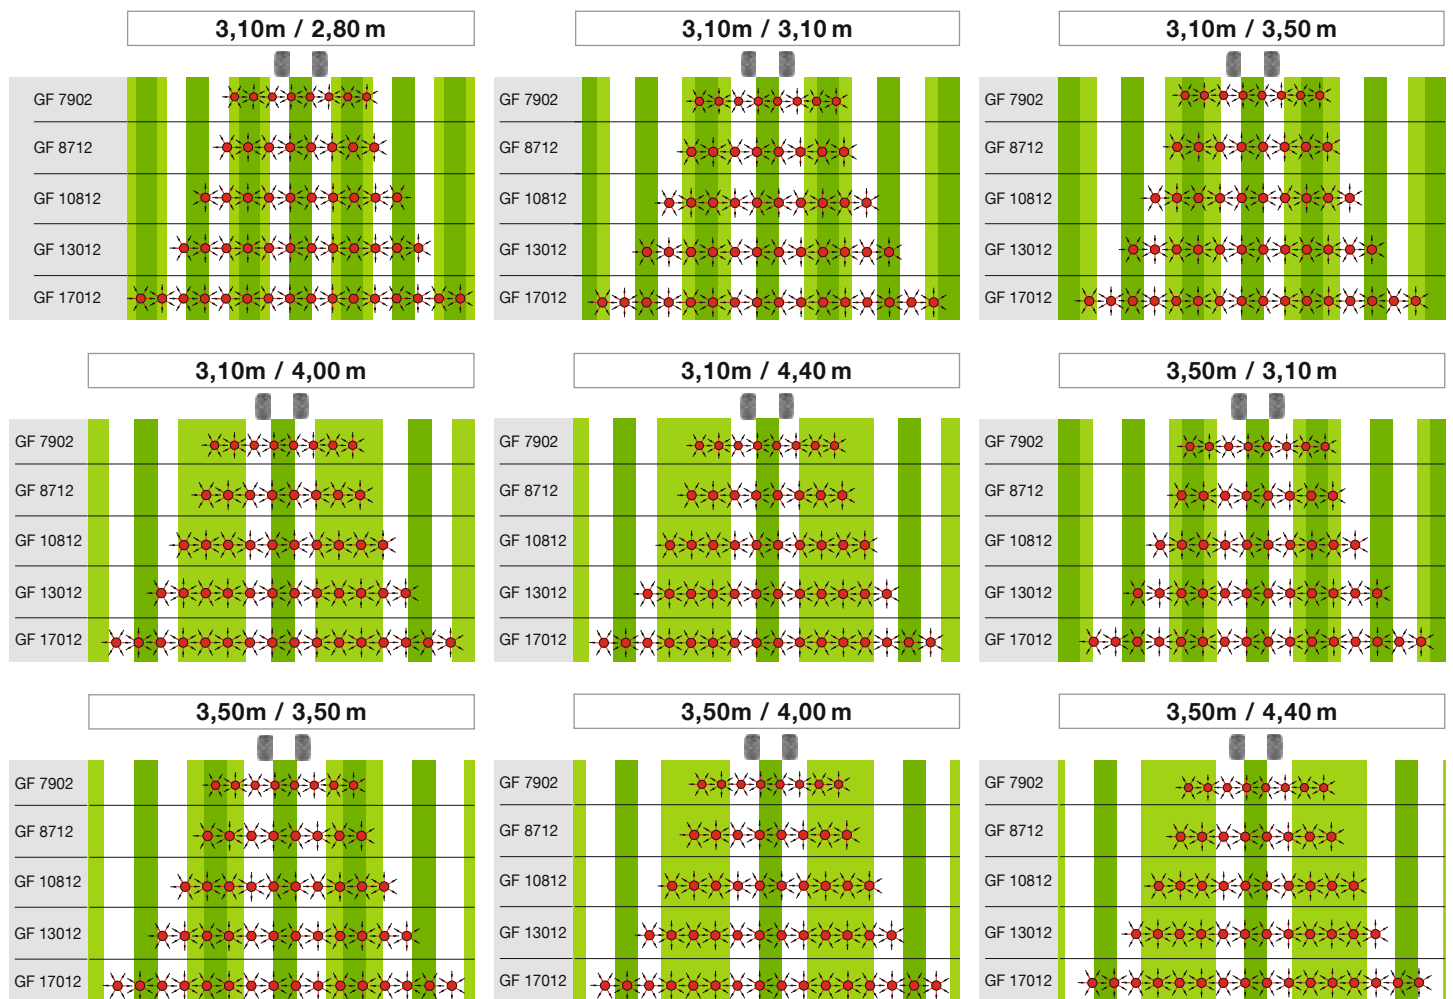 3,10m / 2,80 m
GF 7902
GF 8712
GF 10812
GF 13012
GF 17012
3,10m / 3,10 m
GF 7902
GF 8712
GF 10812
GF 13012
GF 17012
3,10m / 3,50 m
GF 7902
GF 8712
GF 10812
GF 13012
GF 17012
3,10m / 4,00 m
GF 7902
GF 8712
GF 10812
GF 13012
GF 17012
3,10m / 4,40 m
GF 7902
GF 8712
GF 10812
GF 13012
GF 17012
3,50m / 3,10 m
GF 7902
GF 8712
GF 10812
GF 13012
GF 17012
3,50m / 3,50 m
GF 7902
GF 8712
GF 10812
GF 13012
GF 17012
3,50m / 4,00 m
GF 7902
GF 8712
GF 10812
GF 13012
GF 17012
3,50m / 4,40 m
GF 7902
GF 8712
GF 10812
GF 13012
GF 17012